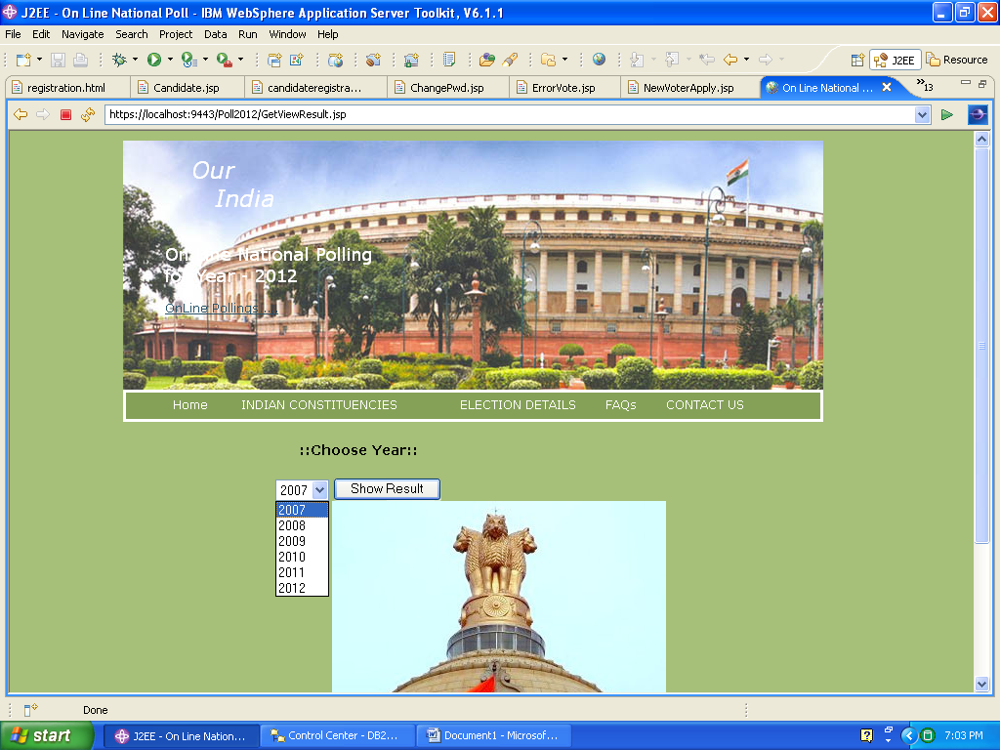 J2EE - On Line National Poll - IBM WebSphere Application Server Toolkit, V6.1.1
File Edit Navigate Search Project Data Run Window Help
J2EE Resource
registration.html Candidate.jsp candidateregistra... ChangePwd.jsp ErrorVote.jsp NewVoterApply.jsp On Line National ... »13
https://localhost:9443/Poll2012/GetViewResult.jsp
Our
India
On Line National Polling
for Year - 2012
OnLine Pollings ...
Home INDIAN CONSTITUENCIES ELECTION DETAILS FAQs CONTACT US
::Choose Year::
2007 Show Result
2007
2008
2009
2010
2011
2012
Done
start J2EE - On Line Nation... Control Center - DB2... Document1 - Microsof... 7:03 PM